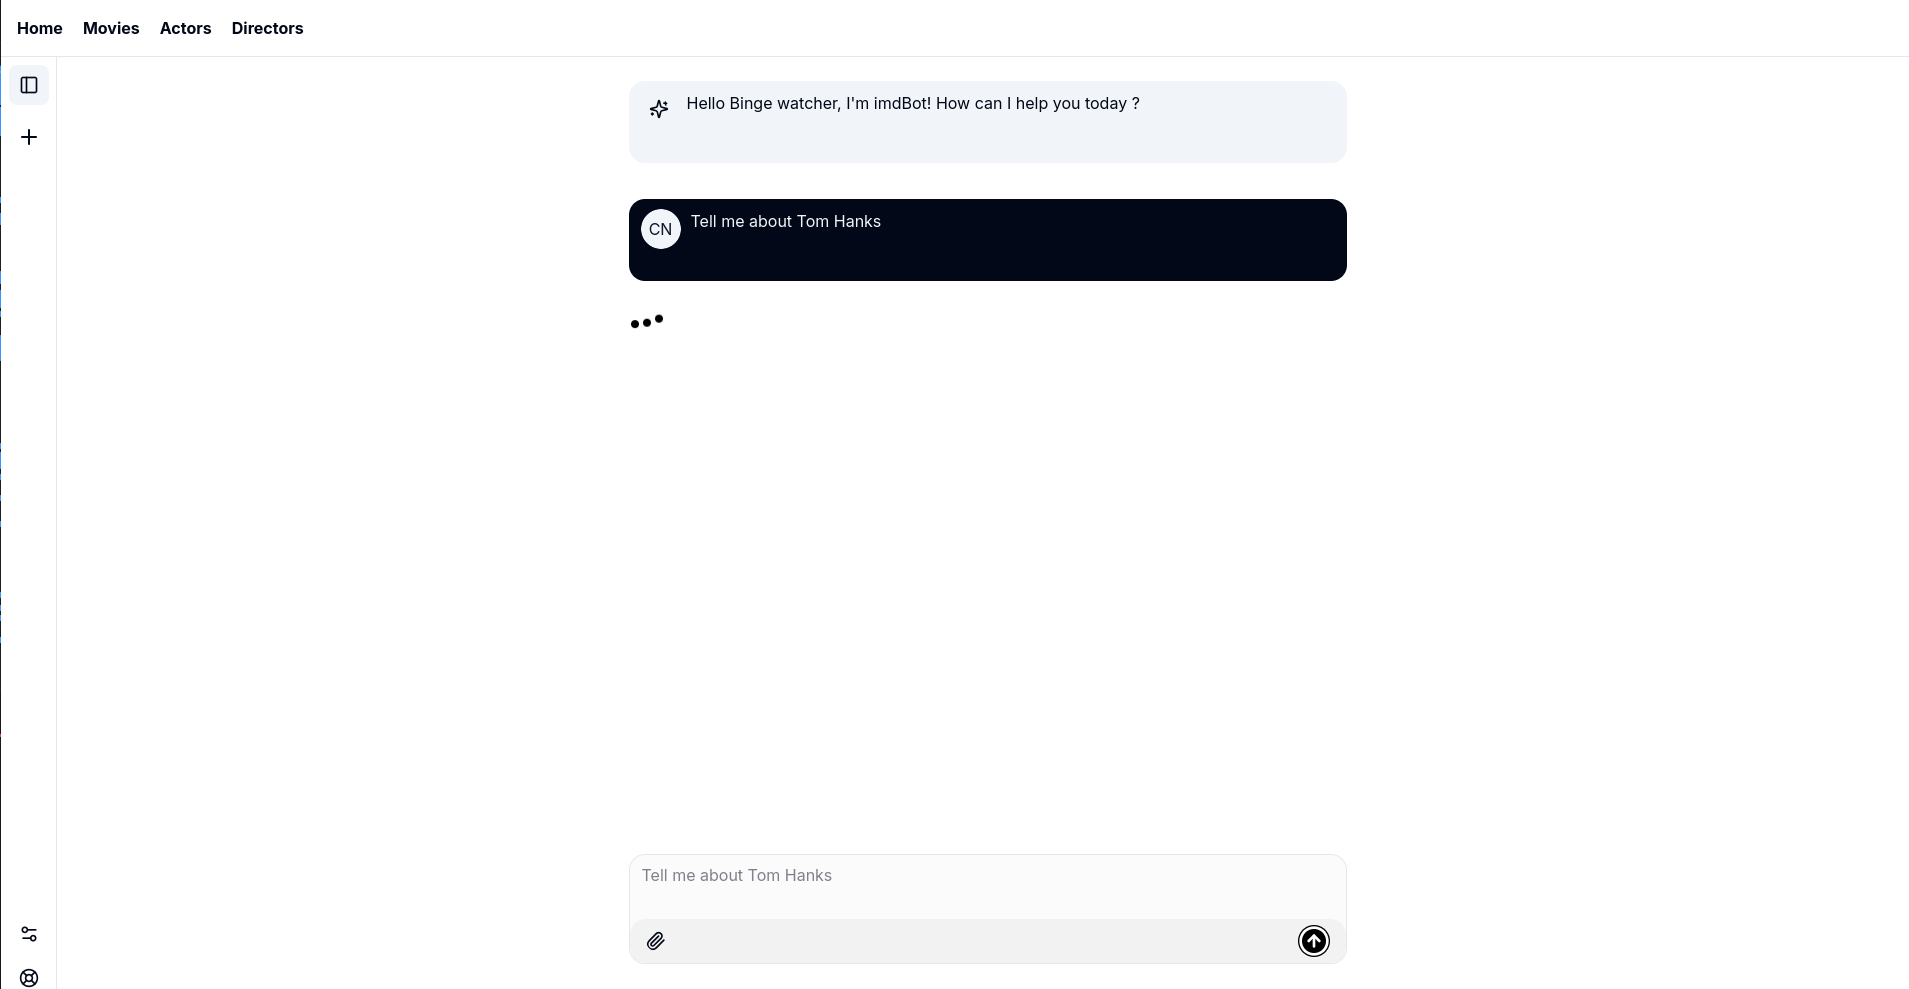 Home Movies Actors Directors
Hello Binge watcher, I'm imdBot! How can I help you today ?
CN Tell me about Tom Hanks
Tell me about Tom Hanks